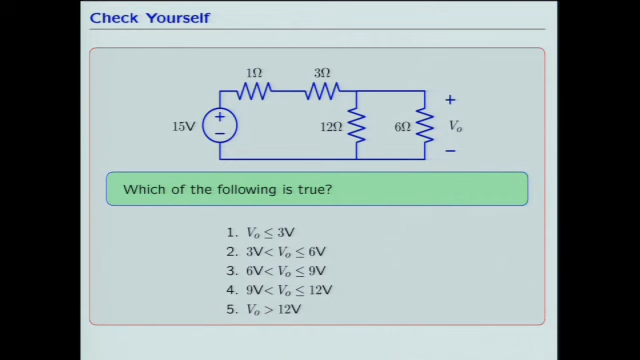 Check Yourself
1Ω 3Ω
15V + − 12Ω 6Ω + Vₒ −
Which of the following is true?
1. Vₒ ≤ 3V
2. 3V< Vₒ ≤ 6V
3. 6V< Vₒ ≤ 9V
4. 9V< Vₒ ≤ 12V
5. Vₒ > 12V